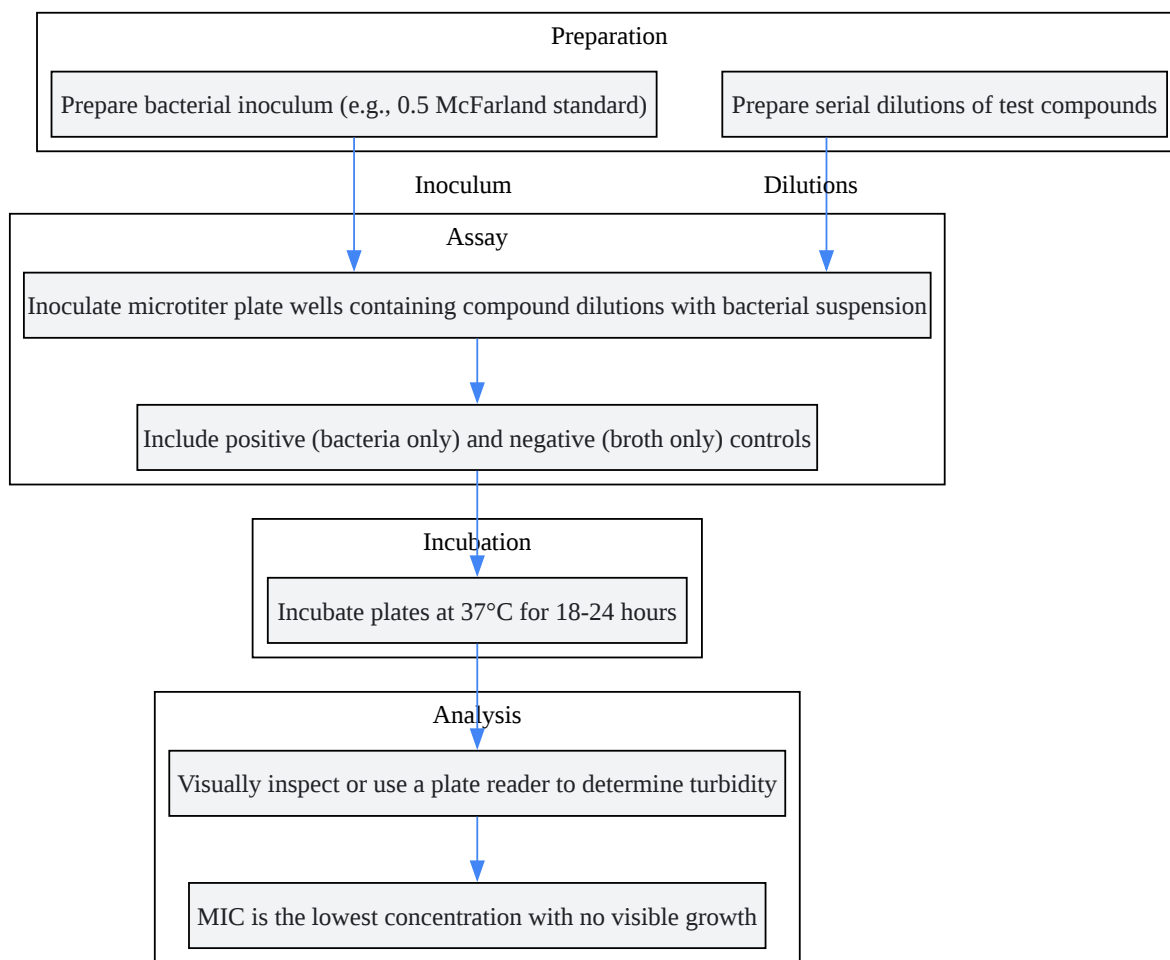 Preparation
Prepare bacterial inoculum (e.g., 0.5 McFarland standard)
Prepare serial dilutions of test compounds
Inoculum
Dilutions
Assay
Inoculate microtiter plate wells containing compound dilutions with bacterial suspension
Include positive (bacteria only) and negative (broth only) controls
Incubation
Incubate plates at 37°C for 18-24 hours
Analysis
Visually inspect or use a plate reader to determine turbidity
MIC is the lowest concentration with no visible growth